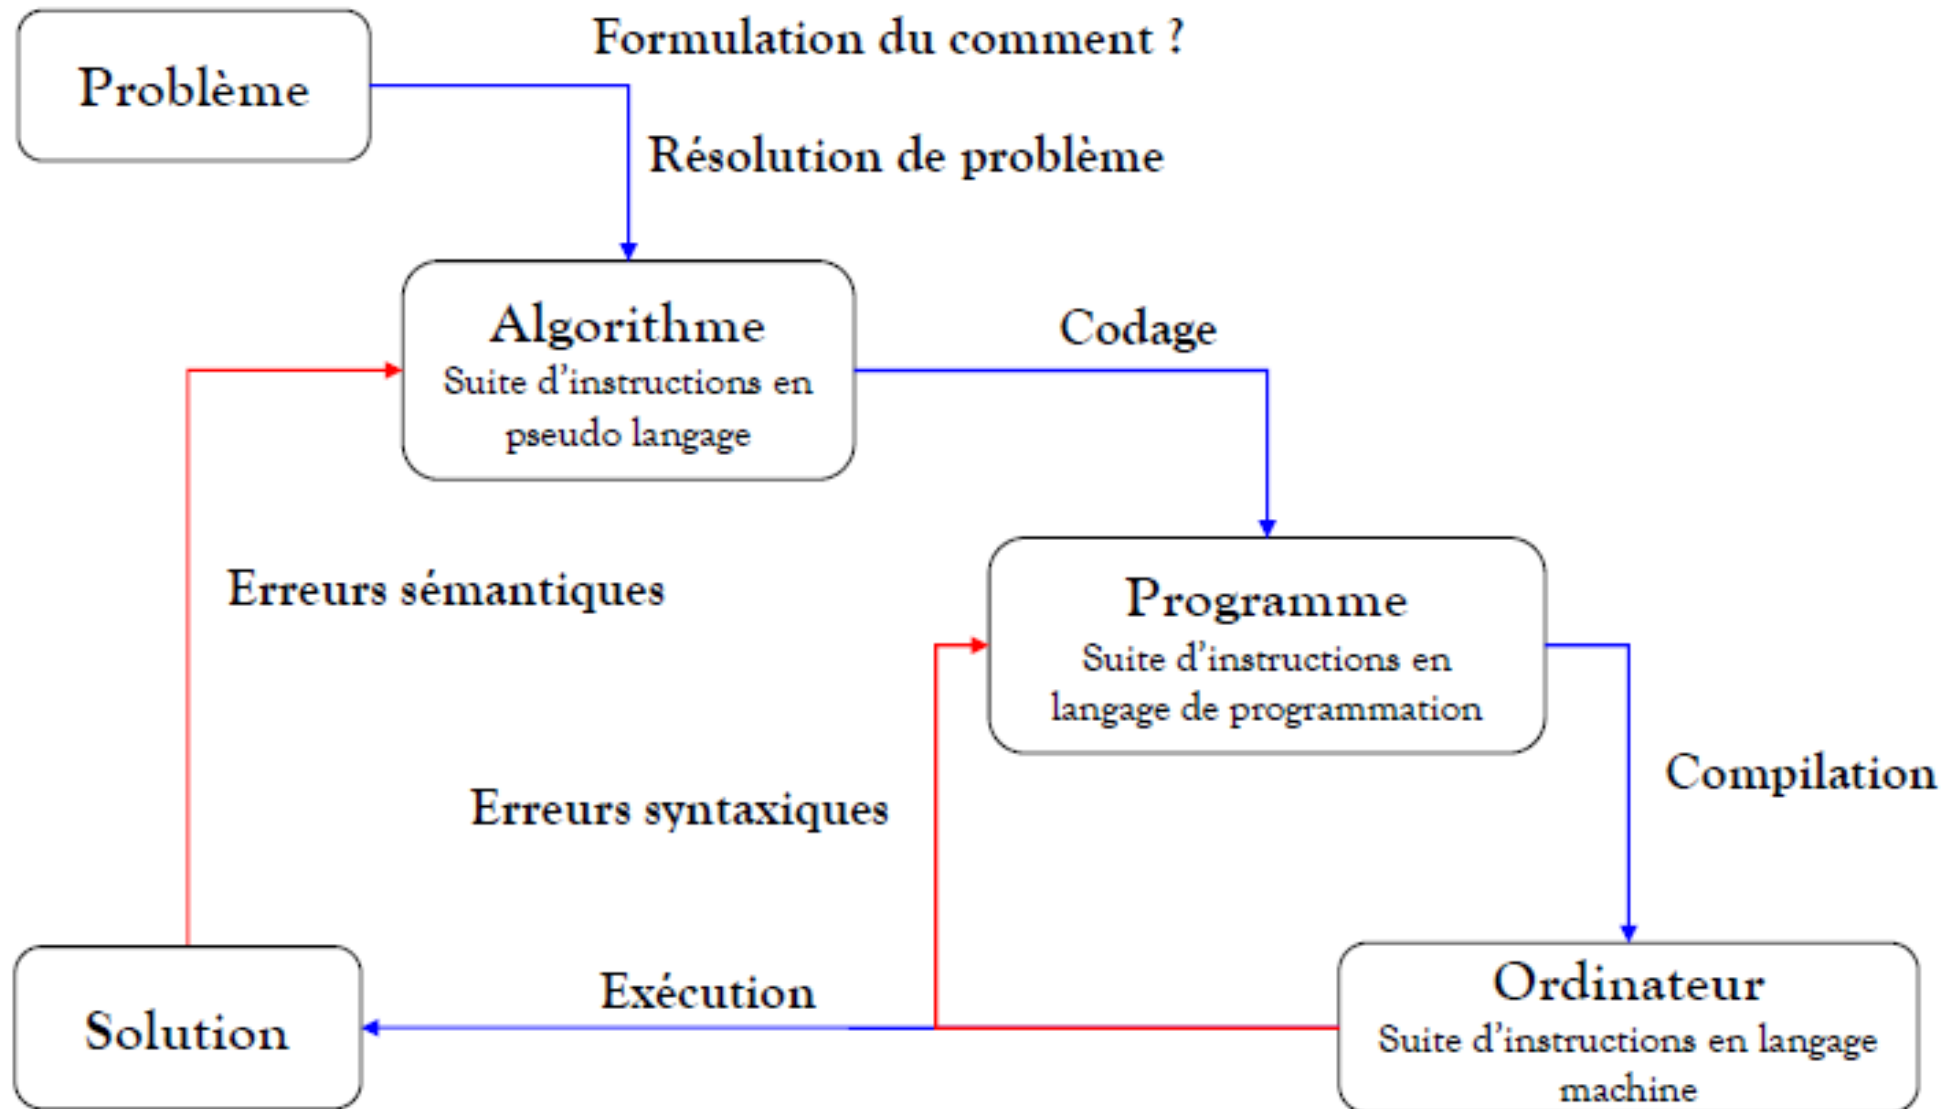 Formulation du comment ?
Problème
Résolution de problème
Algorithme
Suite d'instructions en
pseudo langage
Codage
Erreurs sémantiques
Programme
Suite d'instructions en
langage de programmation
Compilation
Erreurs syntaxiques
Exécution
Solution
Ordinateur
Suite d'instructions en langage
machine